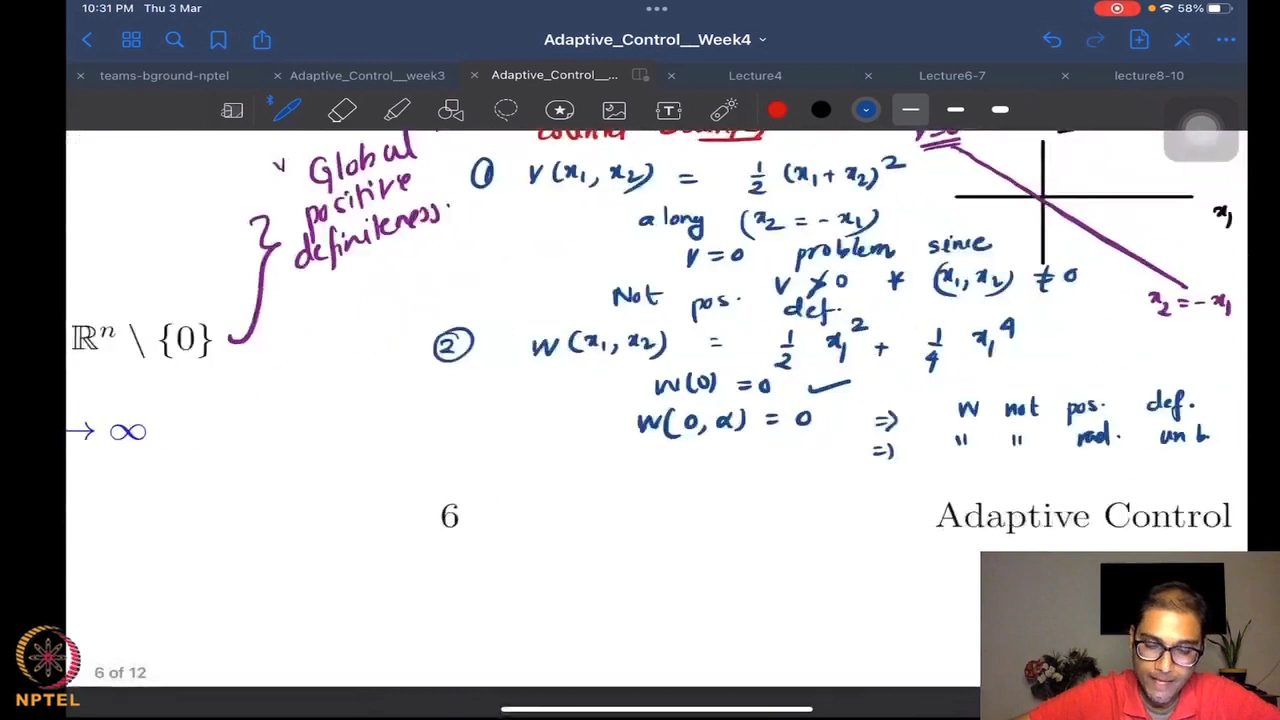 10:31 PM Thu 3 Mar
58%
Adaptive_Control__Week4
teams-bground-nptel
Adaptive_Control__week3
Adaptive_Control__...
Lecture4
Lecture6-7
lecture8-10
Counter
Global
positive
definiteness.
ℝⁿ \ {0}
→ ∞
① V(x₁, x₂) = ½ (x₁ + x₂)²
along (x₂ = -x₁)
V = 0 problem since
V ≯ 0 ∀ (x₁, x₂) ≠ 0
Not pos. def.
x₁
x₂ = -x₁
② W(x₁, x₂) = ½ x₁² + ¼ x₁⁴
W(0) = 0 ✓
W(0, α) = 0 ⇒ W not pos. def.
⇒ " " rad. unb
6
Adaptive Control
6 of 12
NPTEL